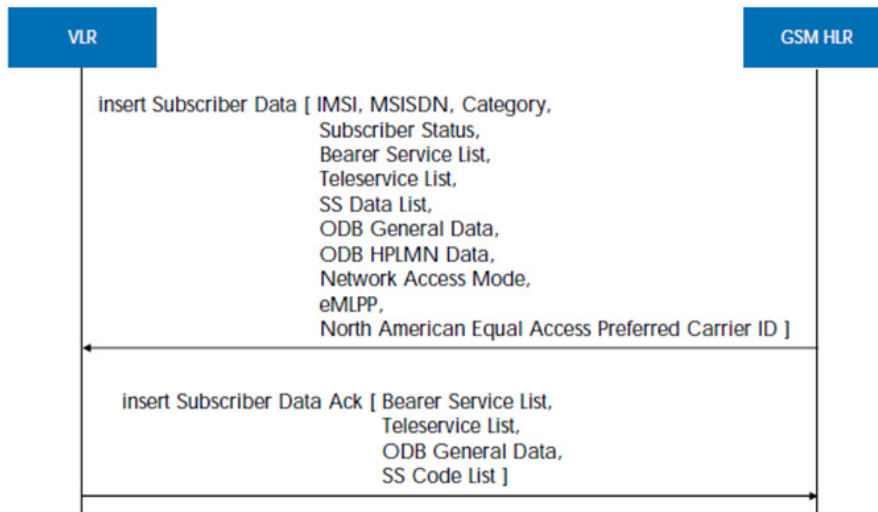 VLR
GSM HLR
insert Subscriber Data [ IMSI, MSISDN, Category,
Subscriber Status,
Bearer Service List,
Teleservice List,
SS Data List,
ODB General Data,
ODB HPLMN Data,
Network Access Mode,
eMLPP,
North American Equal Access Preferred Carrier ID ]
insert Subscriber Data Ack [ Bearer Service List,
Teleservice List,
ODB General Data,
SS Code List ]